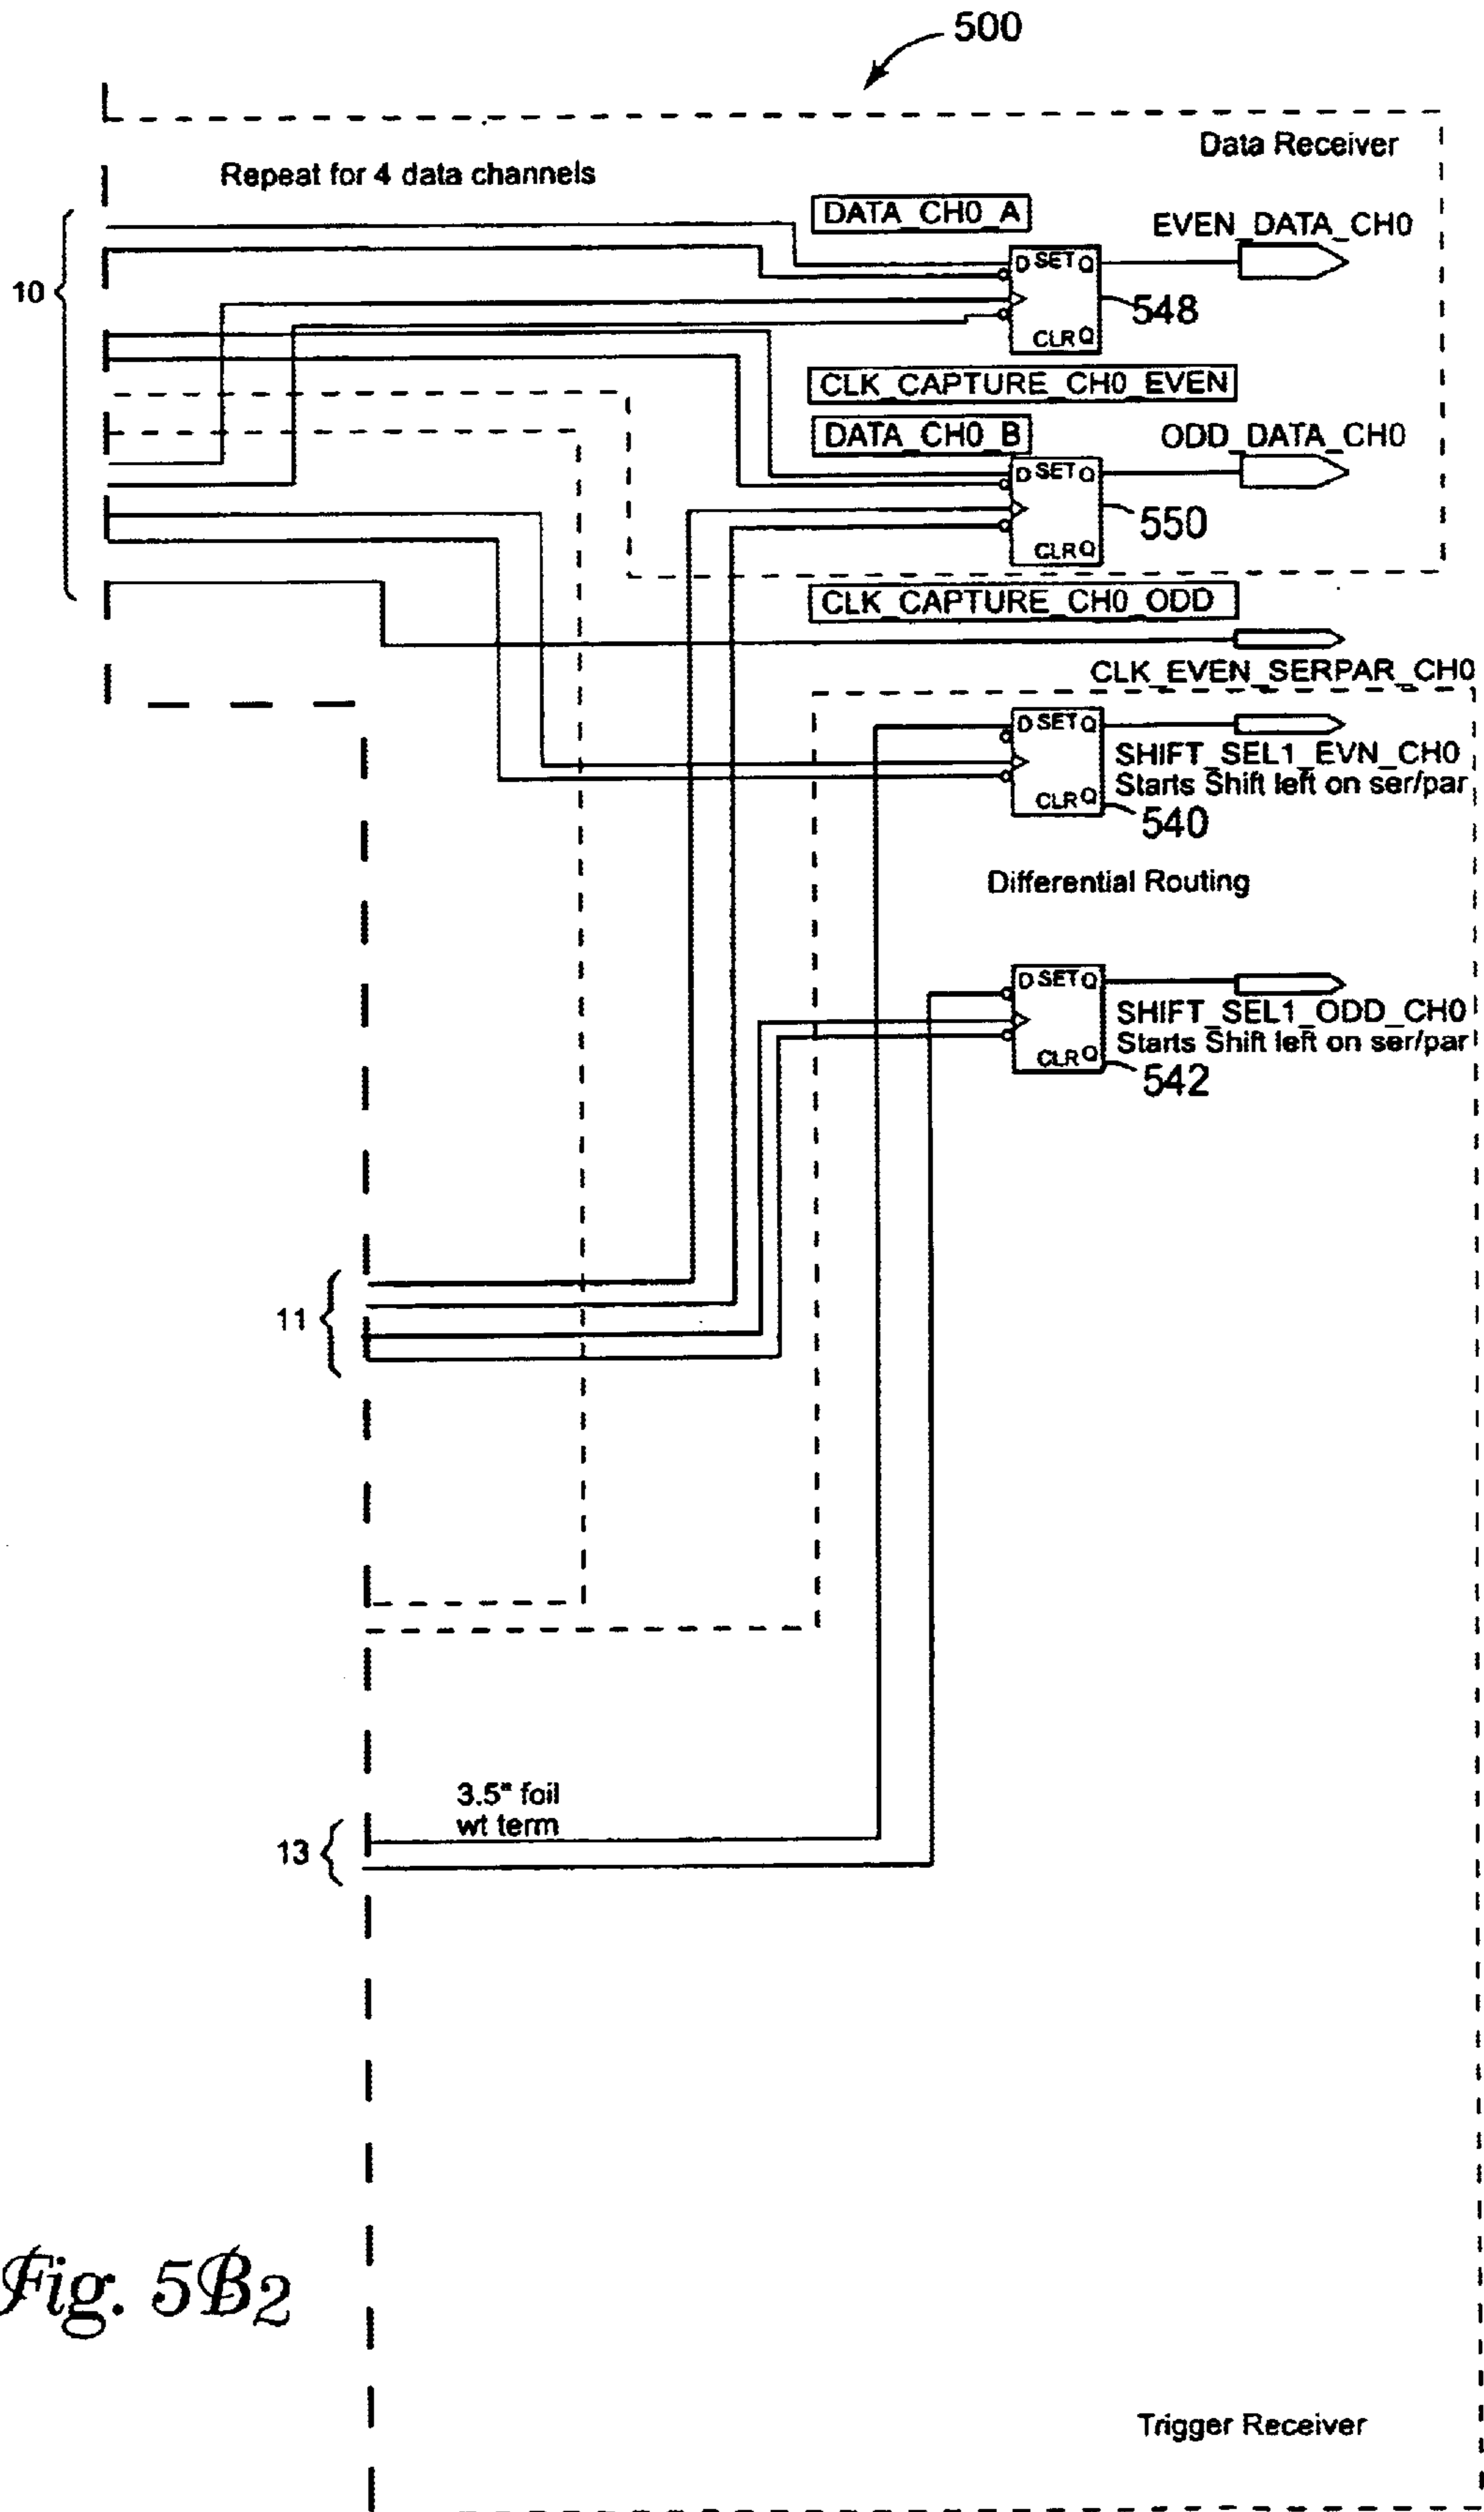 500
Data Receiver
Repeat for 4 data channels
DATA_CH0_A
EVEN_DATA_CH0
10
D SET Q
548
CLR Q
CLK_CAPTURE_CH0_EVEN
DATA_CH0_B
ODD_DATA_CH0
D SET Q
550
CLR Q
CLK_CAPTURE_CH0_ODD
CLK_EVEN_SERPAR_CH0
D SET Q
SHIFT_SEL1_EVN_CH0
Starts Shift left on ser/par
CLR Q
540
Differential Routing
D SET Q
SHIFT_SEL1_ODD_CH0
Starts Shift left on ser/par
CLR Q
542
11
3.5" foil
wt term
13
Fig. 5B2
Trigger Receiver